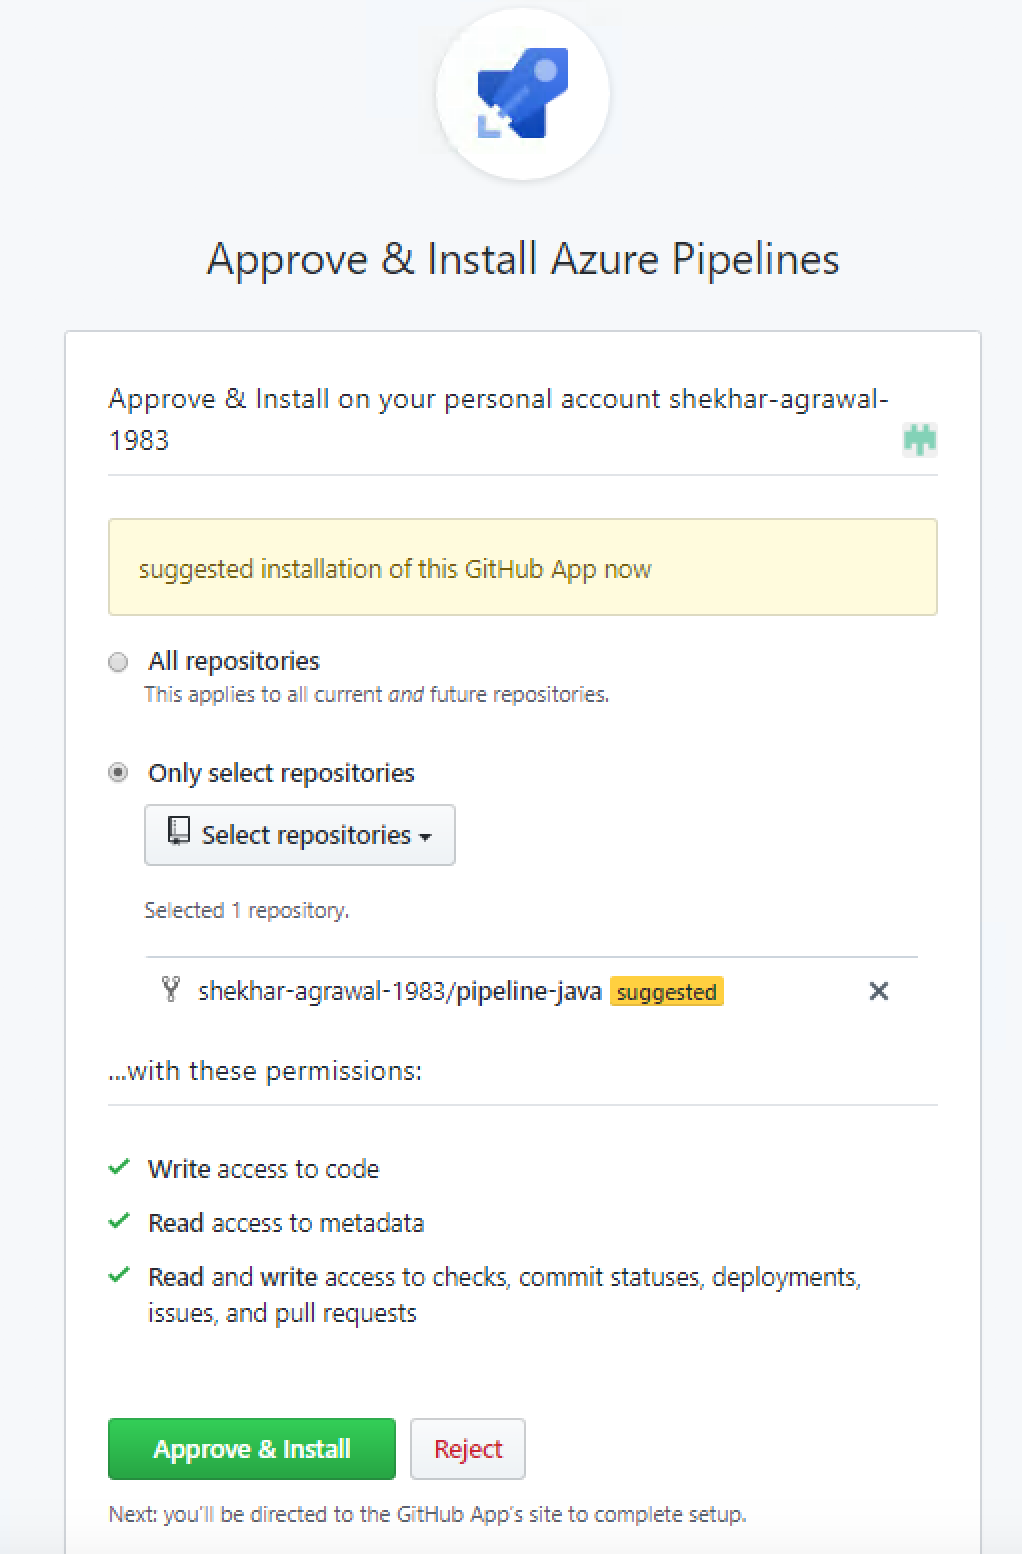 Approve & Install Azure Pipelines
Approve & Install on your personal account shekhar-agrawal-
1983
suggested installation of this GitHub App now
All repositories
This applies to all current and future repositories.
Only select repositories
Select repositories
Selected 1 repository.
shekhar-agrawal-1983/pipeline-java suggested
...with these permissions:
Write access to code
Read access to metadata
Read and write access to checks, commit statuses, deployments,
issues, and pull requests
Approve & Install Reject
Next: you'll be directed to the GitHub App's site to complete setup.